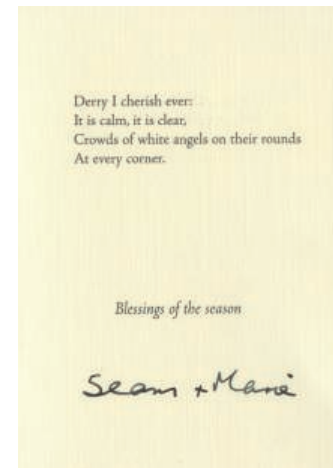 Derry I cherish ever:
It is calm, it is clear,
Crowds of white angels on their rounds
At every corner.
Blessings of the season
Seamus + Marie